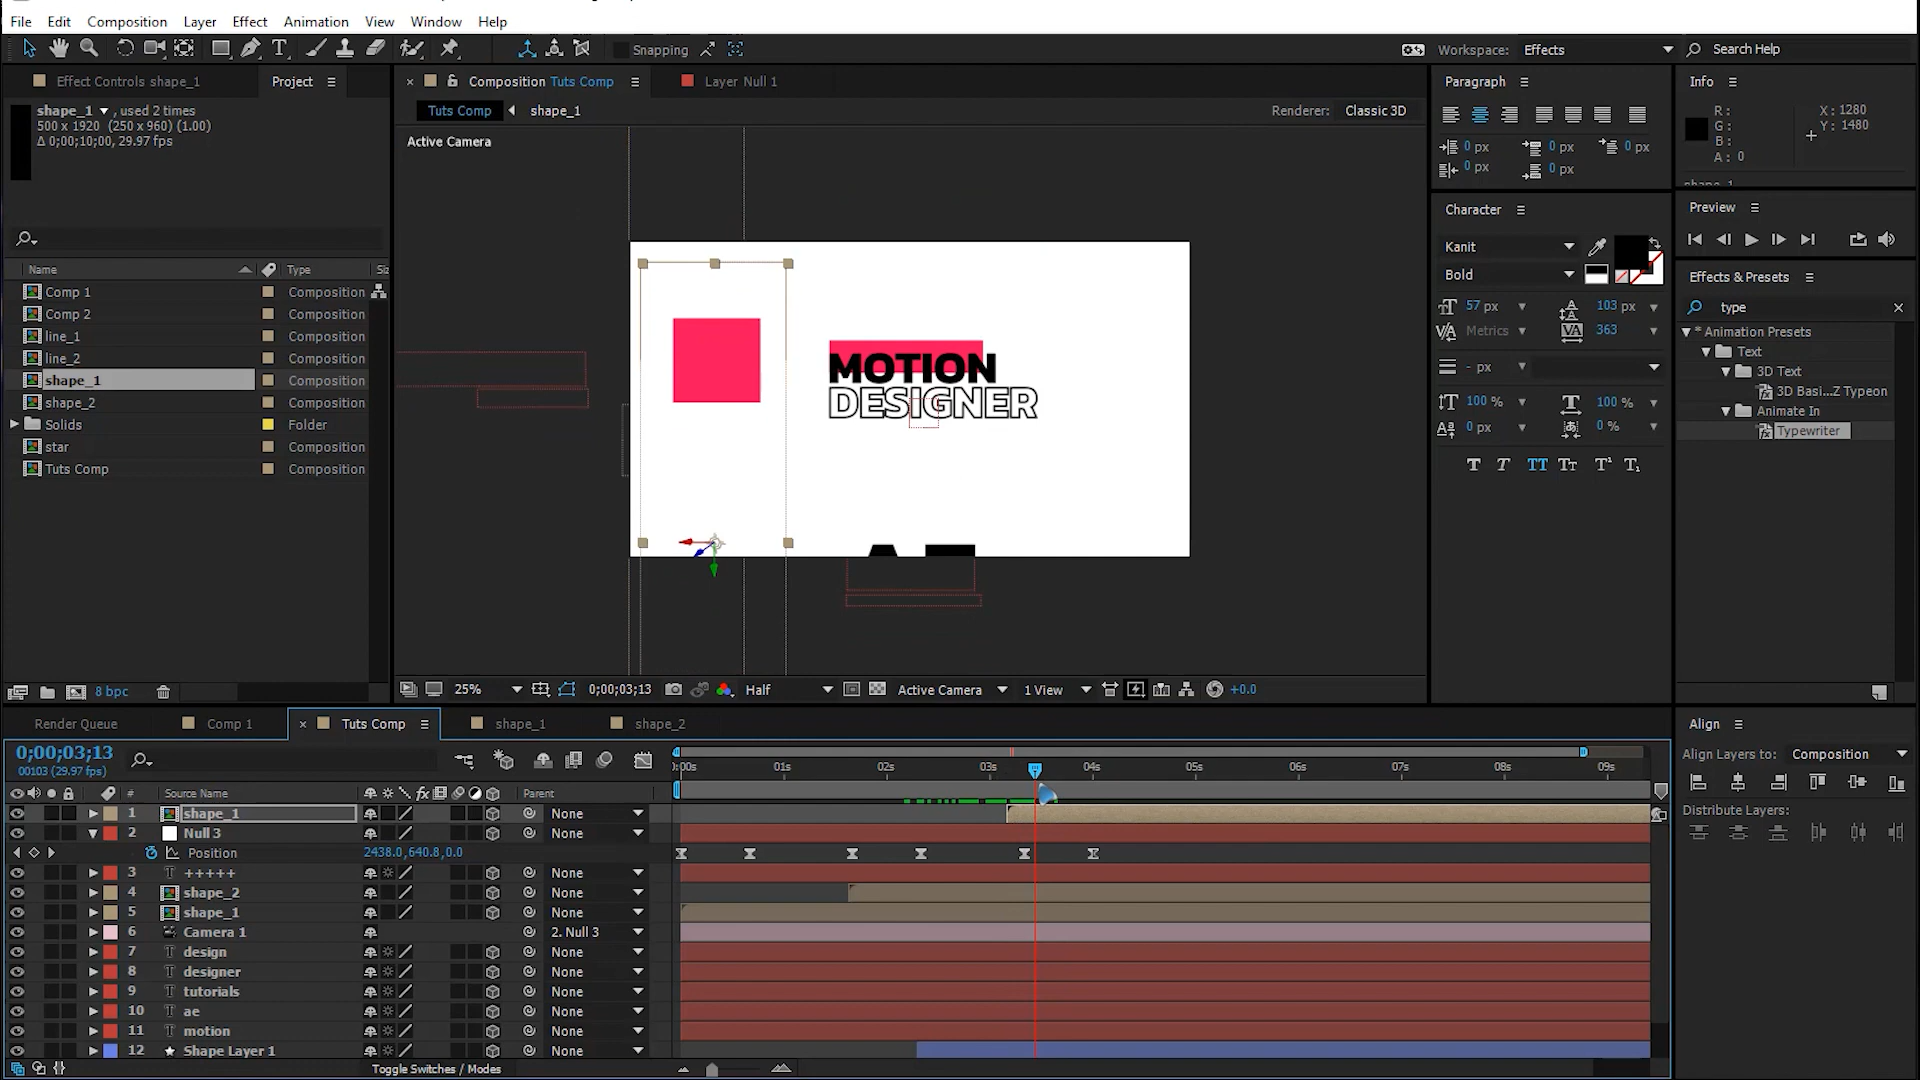 File Edit Composition Layer Effect Animation View Window Help
Snapping
Workspace: Effects
Search Help
Effect Controls shape_1
Project
shape_1 , used 2 times
500 x 1920 (250 x 960) (1.00)
Δ 0;00;10;00, 29.97 fps
Name Type Siz
Comp 1 Composition
Comp 2 Composition
line_1 Composition
line_2 Composition
shape_1 Composition
shape_2 Composition
Solids Folder
star Composition
Tuts Comp Composition
8 bpc
× Composition Tuts Comp
Layer Null 1
Tuts Comp shape_1
Renderer: Classic 3D
Active Camera
MOTION
DESIGNER
25% 0;00;03;13 Half Active Camera 1 View +0.0
Paragraph
0 px 0 px 0 px
0 px 0 px
Character
Kanit
Bold
57 px 103 px
Metrics 363
- px
100 % 100 %
0 px 0 %
T T TT Tт T¹ T₁
Info
R :
G :
B :
A : 0
X : 1280
Y : 1480
Preview
Effects & Presets
type
* Animation Presets
Text
3D Text
3D Basi...Z Typeon
Animate In
Typewriter
Render Queue
Comp 1
× Tuts Comp
shape_1
shape_2
0;00;03;13
00103 (29.97 fps)
):00s 01s 02s 03s 04s 05s 06s 07s 08s 09s
# Source Name Parent
1 shape_1 None
2 Null 3 None
Position 2438.0,640.8,0.0
3 +++++ None
4 shape_2 None
5 shape_1 None
6 Camera 1 2. Null 3
7 design None
8 designer None
9 tutorials None
10 ae None
11 motion None
12 Shape Layer 1 None
Toggle Switches / Modes
Align
Align Layers to: Composition
Distribute Layers: